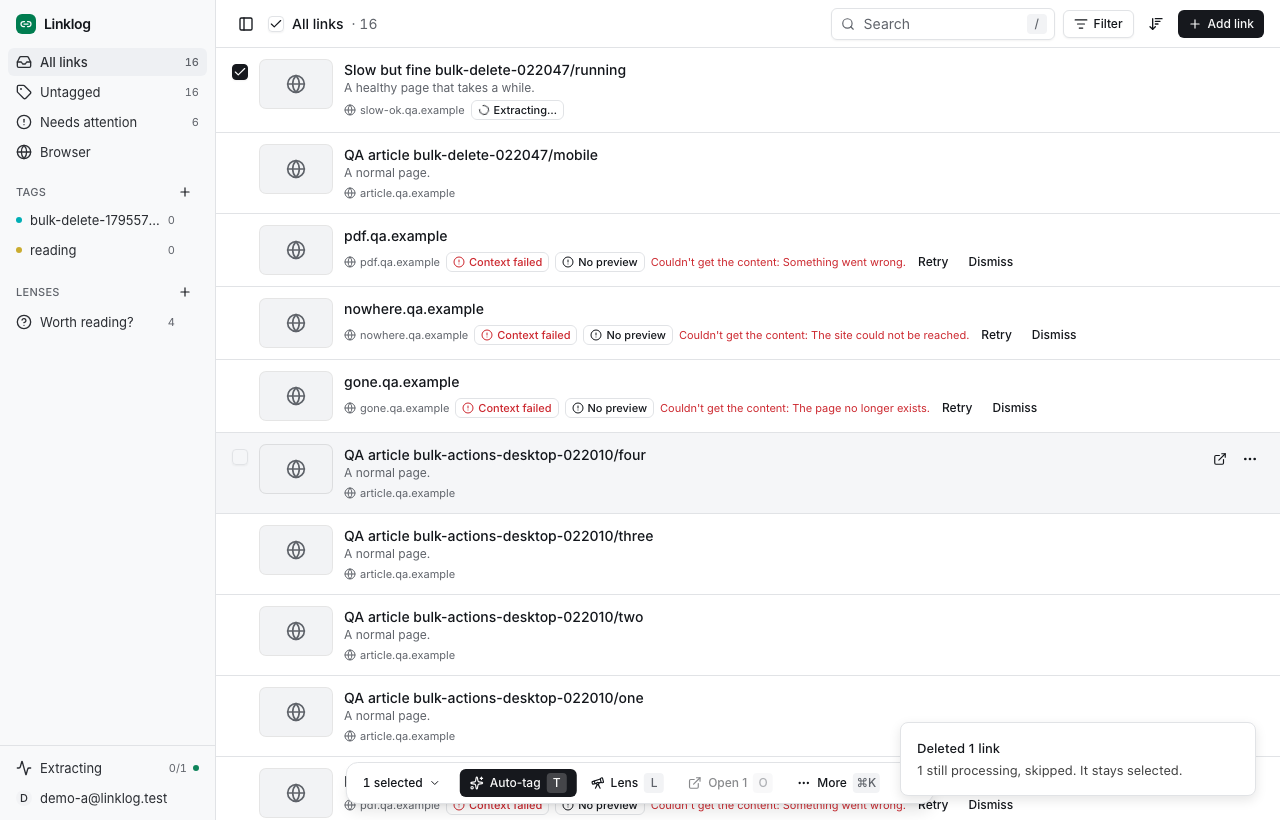 Linklog
All links 16
Untagged 16
Needs attention 6
Browser
TAGS
bulk-delete-179557... 0
reading 0
LENSES
Worth reading? 4
Extracting 0/1
D demo-a@linklog.test
All links · 16
Search /
Filter
Add link
Slow but fine bulk-delete-022047/running
A healthy page that takes a while.
slow-ok.qa.example Extracting...
QA article bulk-delete-022047/mobile
A normal page.
article.qa.example
pdf.qa.example
pdf.qa.example Context failed No preview Couldn't get the content: Something went wrong. Retry Dismiss
nowhere.qa.example
nowhere.qa.example Context failed No preview Couldn't get the content: The site could not be reached. Retry Dismiss
gone.qa.example
gone.qa.example Context failed No preview Couldn't get the content: The page no longer exists. Retry Dismiss
QA article bulk-actions-desktop-022010/four
A normal page.
article.qa.example
QA article bulk-actions-desktop-022010/three
A normal page.
article.qa.example
QA article bulk-actions-desktop-022010/two
A normal page.
article.qa.example
QA article bulk-actions-desktop-022010/one
A normal page.
article.qa.example
1 selected Auto-tag T Lens L Open 1 O More ⌘K
pdf.qa.example Context failed No preview Couldn't get the content: Something went wrong. Retry Dismiss
Deleted 1 link
1 still processing, skipped. It stays selected.